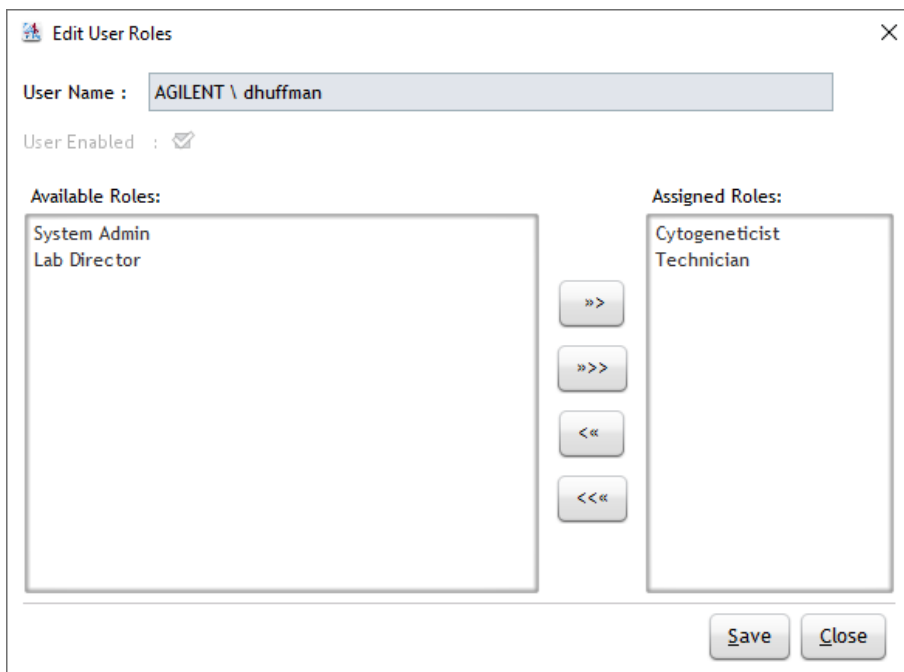 Edit User Roles
User Name :
AGILENT \ dhuffman
User Enabled :
Available Roles:
System Admin
Lab Director
Assigned Roles:
Cytogeneticist
Technician
»>
»>>
<«
<<«
Save
Close